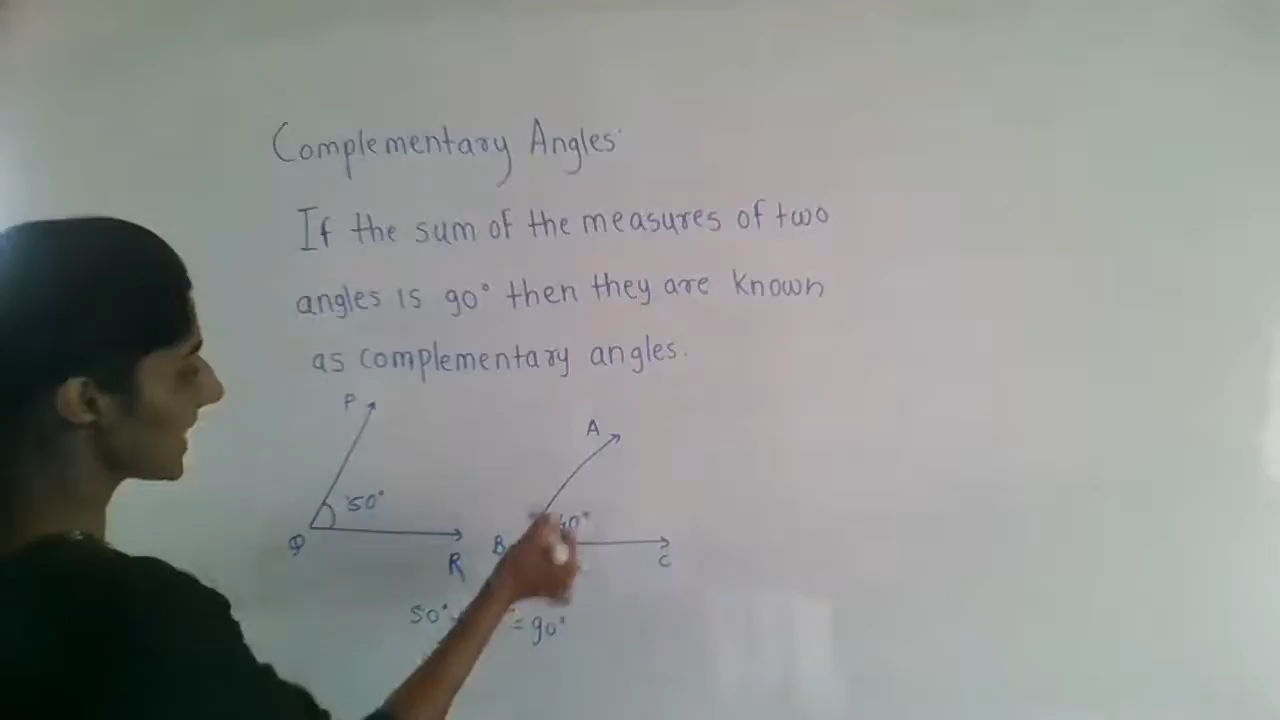 Complementary Angles
If the sum of the measures of two
angles is 90° then they are known
as complementary angles.
P
A
50°
40°
Q
R
B
C
50° = 90°